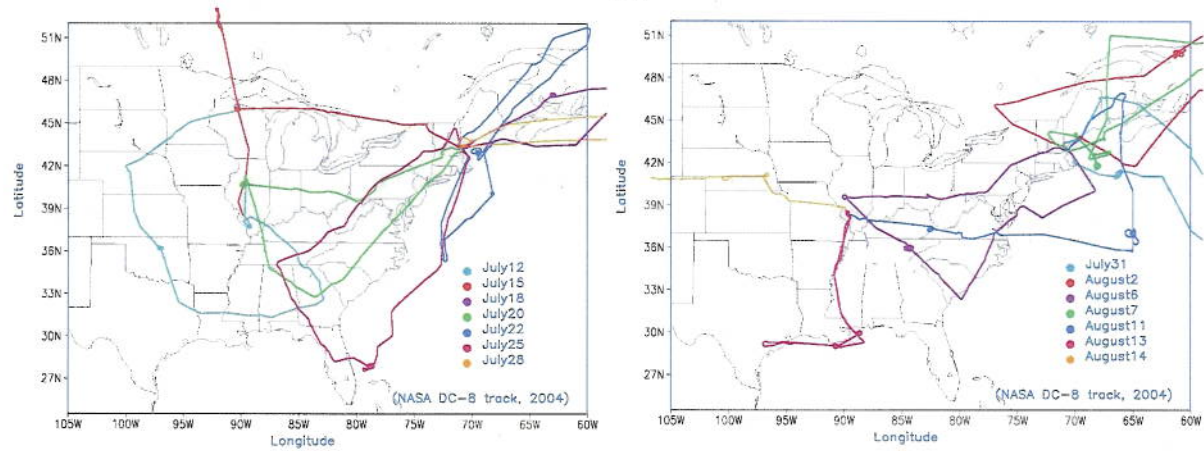 51N
48N
45N
42N
39N
36N
33N
30N
27N
Latitude
July12
July15
July18
July20
July22
July25
July28
(NASA DC-8 track, 2004)
105W 100W 95W 90W 85W 80W 75W 70W 65W 60W
Longitude
51N
48N
45N
42N
39N
36N
33N
30N
27N
Latitude
July31
August2
August6
August7
August11
August13
August14
(NASA DC-8 track, 2004)
105W 100W 95W 90W 85W 80W 75W 70W 65W 60W
Longitude